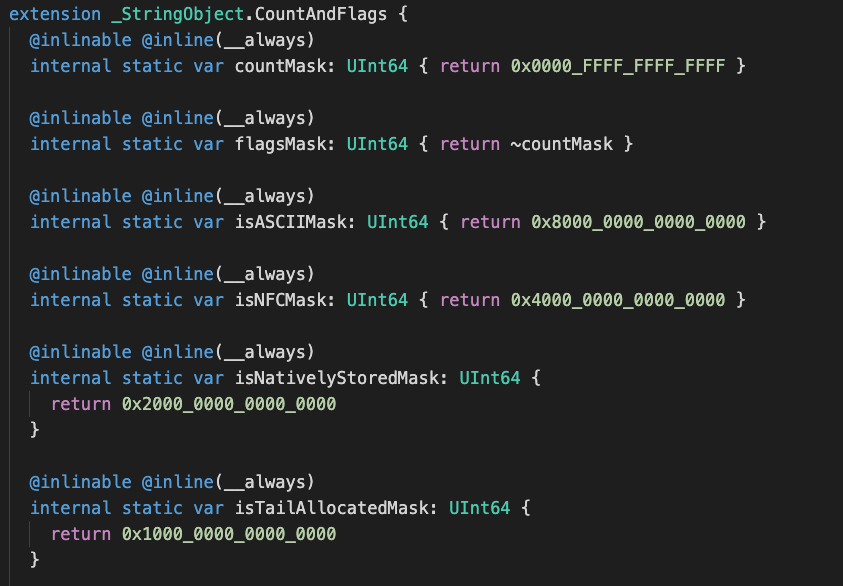 extension _StringObject.CountAndFlags {
  @inlinable @inline(__always)
  internal static var countMask: UInt64 { return 0x0000_FFFF_FFFF_FFFF }

  @inlinable @inline(__always)
  internal static var flagsMask: UInt64 { return ~countMask }

  @inlinable @inline(__always)
  internal static var isASCIIMask: UInt64 { return 0x8000_0000_0000_0000 }

  @inlinable @inline(__always)
  internal static var isNFCMask: UInt64 { return 0x4000_0000_0000_0000 }

  @inlinable @inline(__always)
  internal static var isNativelyStoredMask: UInt64 {
    return 0x2000_0000_0000_0000
  }

  @inlinable @inline(__always)
  internal static var isTailAllocatedMask: UInt64 {
    return 0x1000_0000_0000_0000
  }